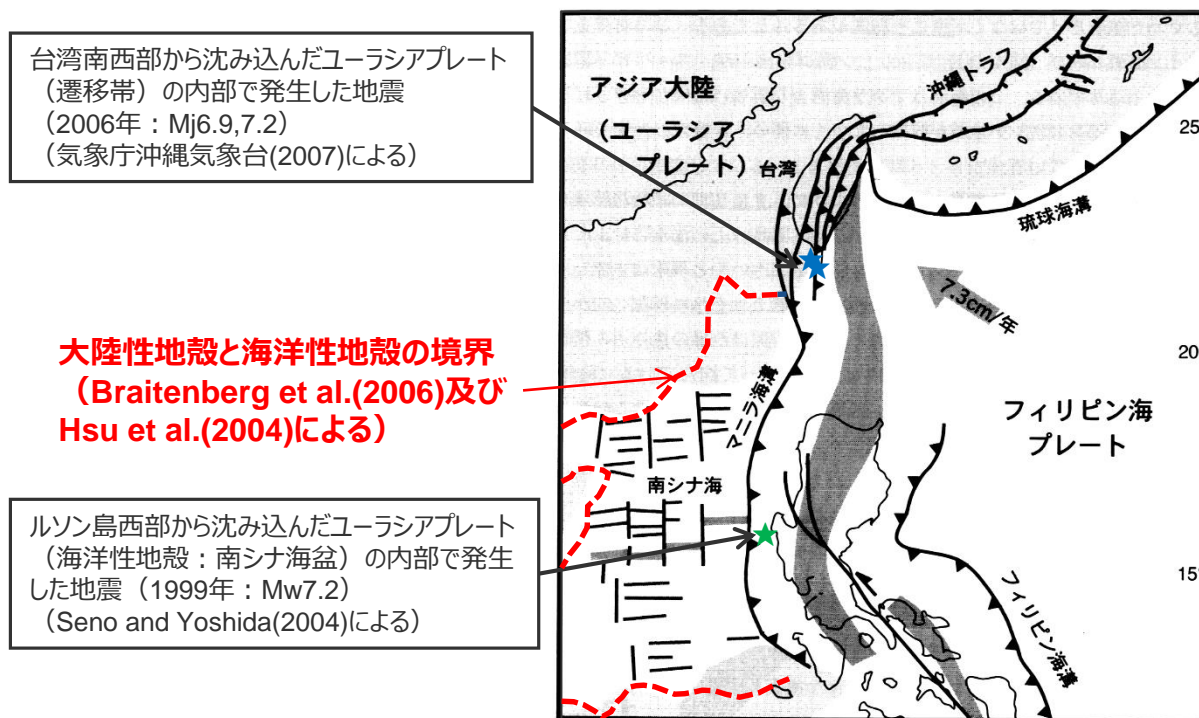 台湾南西部から沈み込んだユーラシアプレート
（遷移帯）の内部で発生した地震
（2006年：Mj6.9,7.2）
（気象庁沖縄気象台(2007)による）
大陸性地殻と海洋性地殻の境界
（Braitenberg et al.(2006)及び
Hsu et al.(2004)による）
ルソン島西部から沈み込んだユーラシアプレート
（海洋性地殻：南シナ海盆）の内部で発生
した地震（1999年：Mw7.2）
（Seno and Yoshida(2004)による）
アジア大陸
（ユーラシア
プレート）
台湾
沖縄トラフ
25
琉球海溝
7.3cm/年
20
マニラ海溝
フィリピン海
プレート
南シナ海
15°
フィリピン海溝